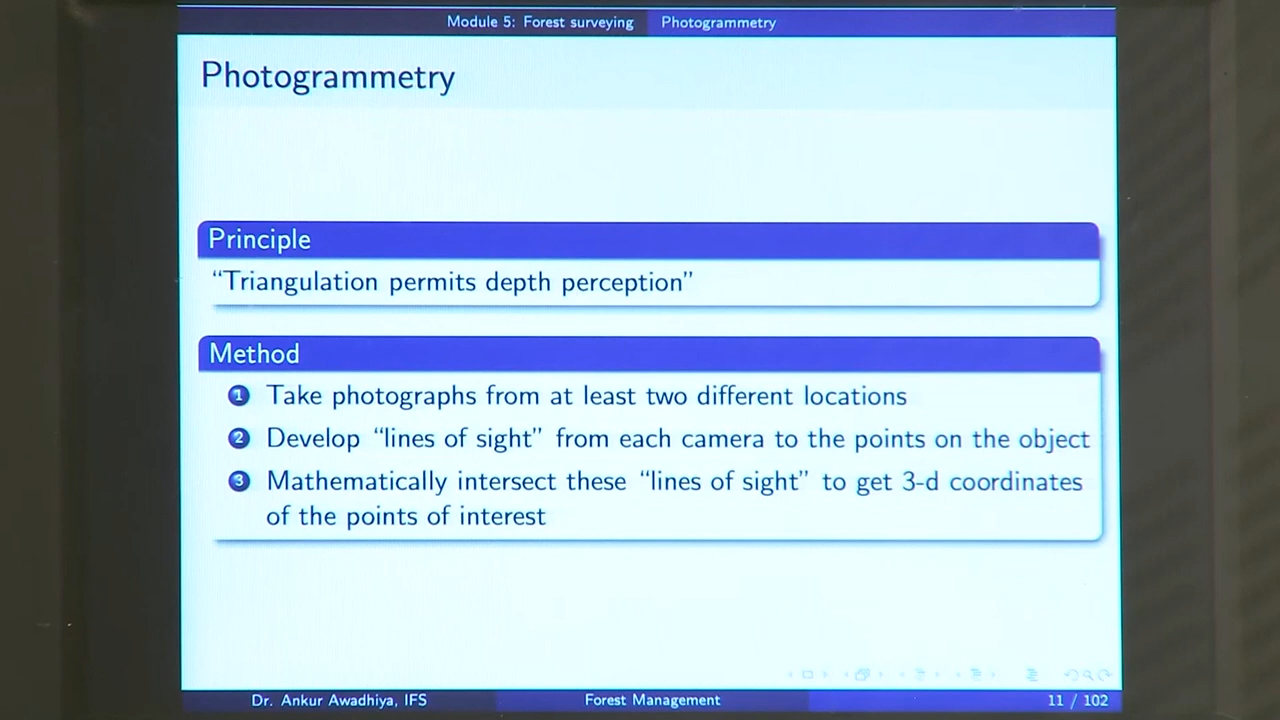 Module 5: Forest surveying Photogrammetry
Photogrammetry
Principle
“Triangulation permits depth perception”
Method
1 Take photographs from at least two different locations
2 Develop “lines of sight” from each camera to the points on the object
3 Mathematically intersect these “lines of sight” to get 3-d coordinates
of the points of interest
Dr. Ankur Awadhiya, IFS Forest Management 11 / 102